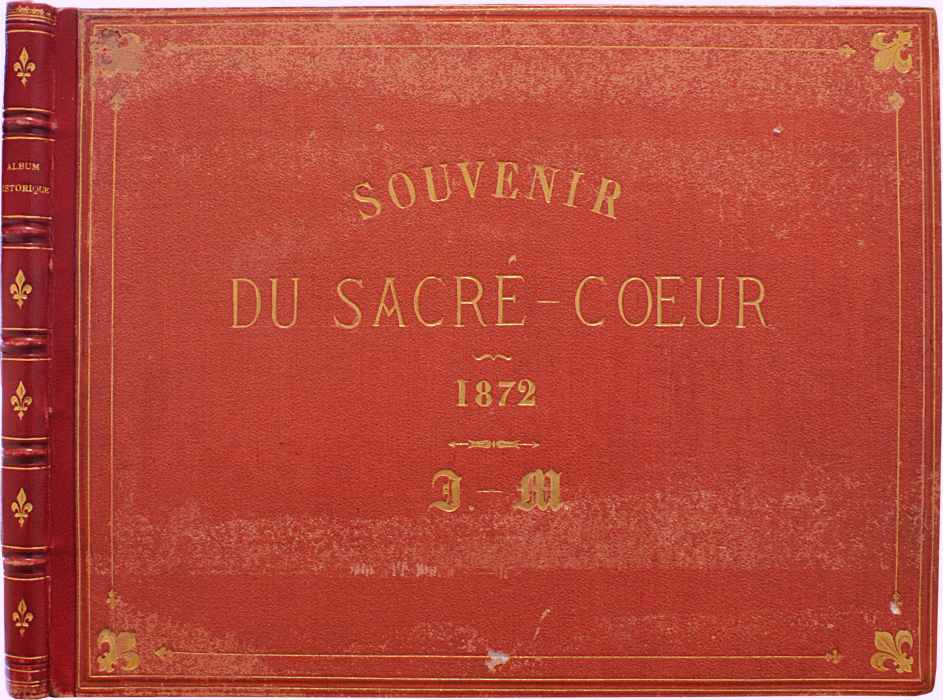 ALBUM
HISTORIQUE
SOUVENIR
DU SACRÉ-COEUR
1872
J. - M.